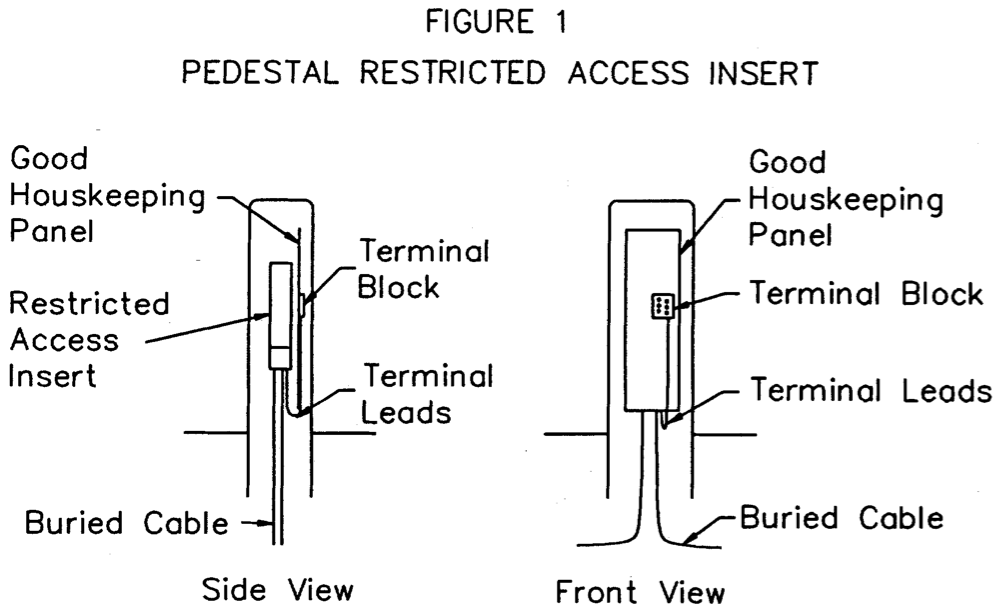 FIGURE 1
PEDESTAL RESTRICTED ACCESS INSERT
Good
Houskeeping
Panel
Terminal
Block
Restricted
Access
Insert
Terminal
Leads
Buried Cable
Side View
Good
Houskeeping
Panel
Terminal Block
Terminal Leads
Buried Cable
Front View